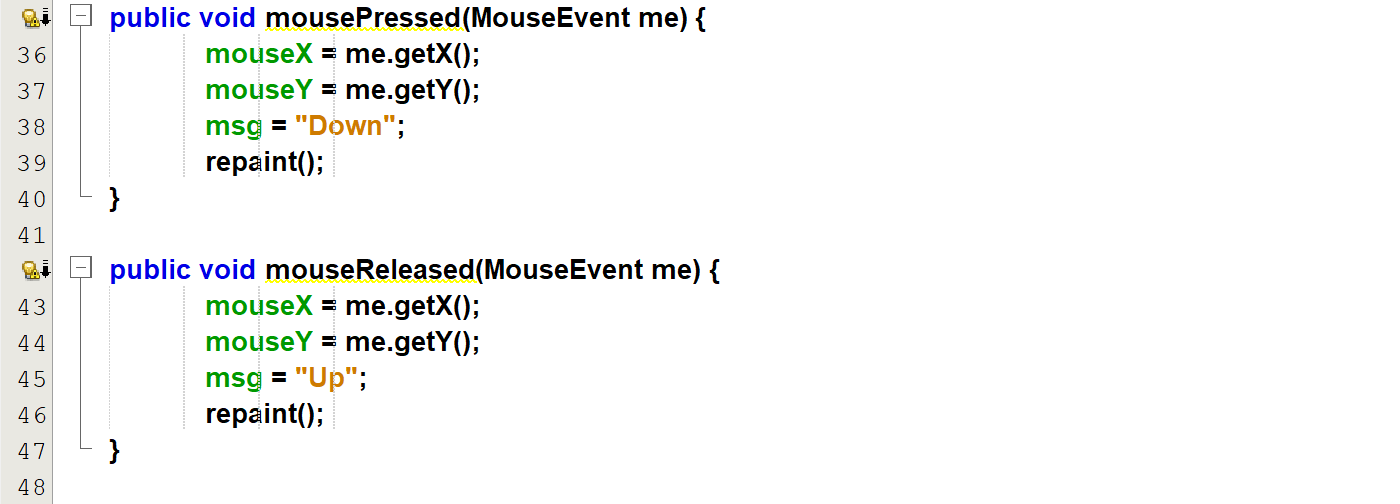 public void mousePressed(MouseEvent me) {
36 mouseX = me.getX();
37 mouseY = me.getY();
38 msg = "Down";
39 repaint();
40 }
41
public void mouseReleased(MouseEvent me) {
43 mouseX = me.getX();
44 mouseY = me.getY();
45 msg = "Up";
46 repaint();
47 }
48